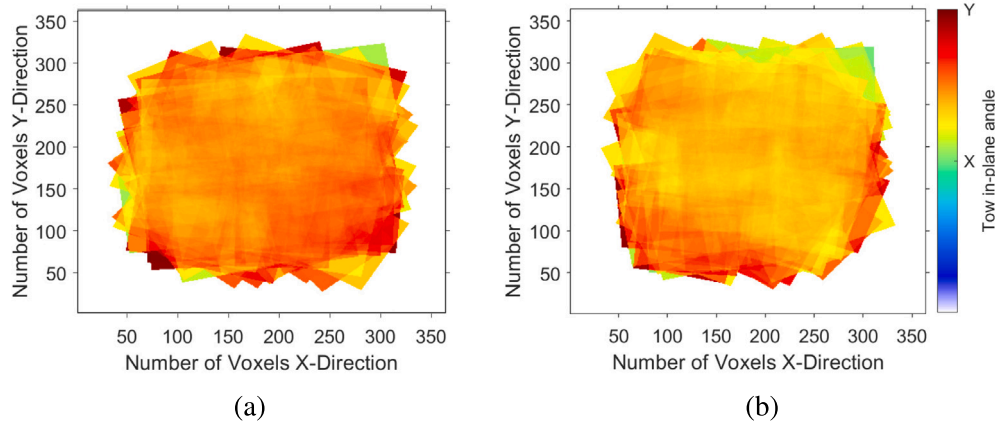 350
300
250
200
150
100
50
50 100 150 200 250 300 350
Number of Voxels Y-Direction
Number of Voxels X-Direction
(a)
350
300
250
200
150
100
50
50 100 150 200 250 300 350
Number of Voxels Y-Direction
Number of Voxels X-Direction
(b)
Y
X
Tow in-plane angle